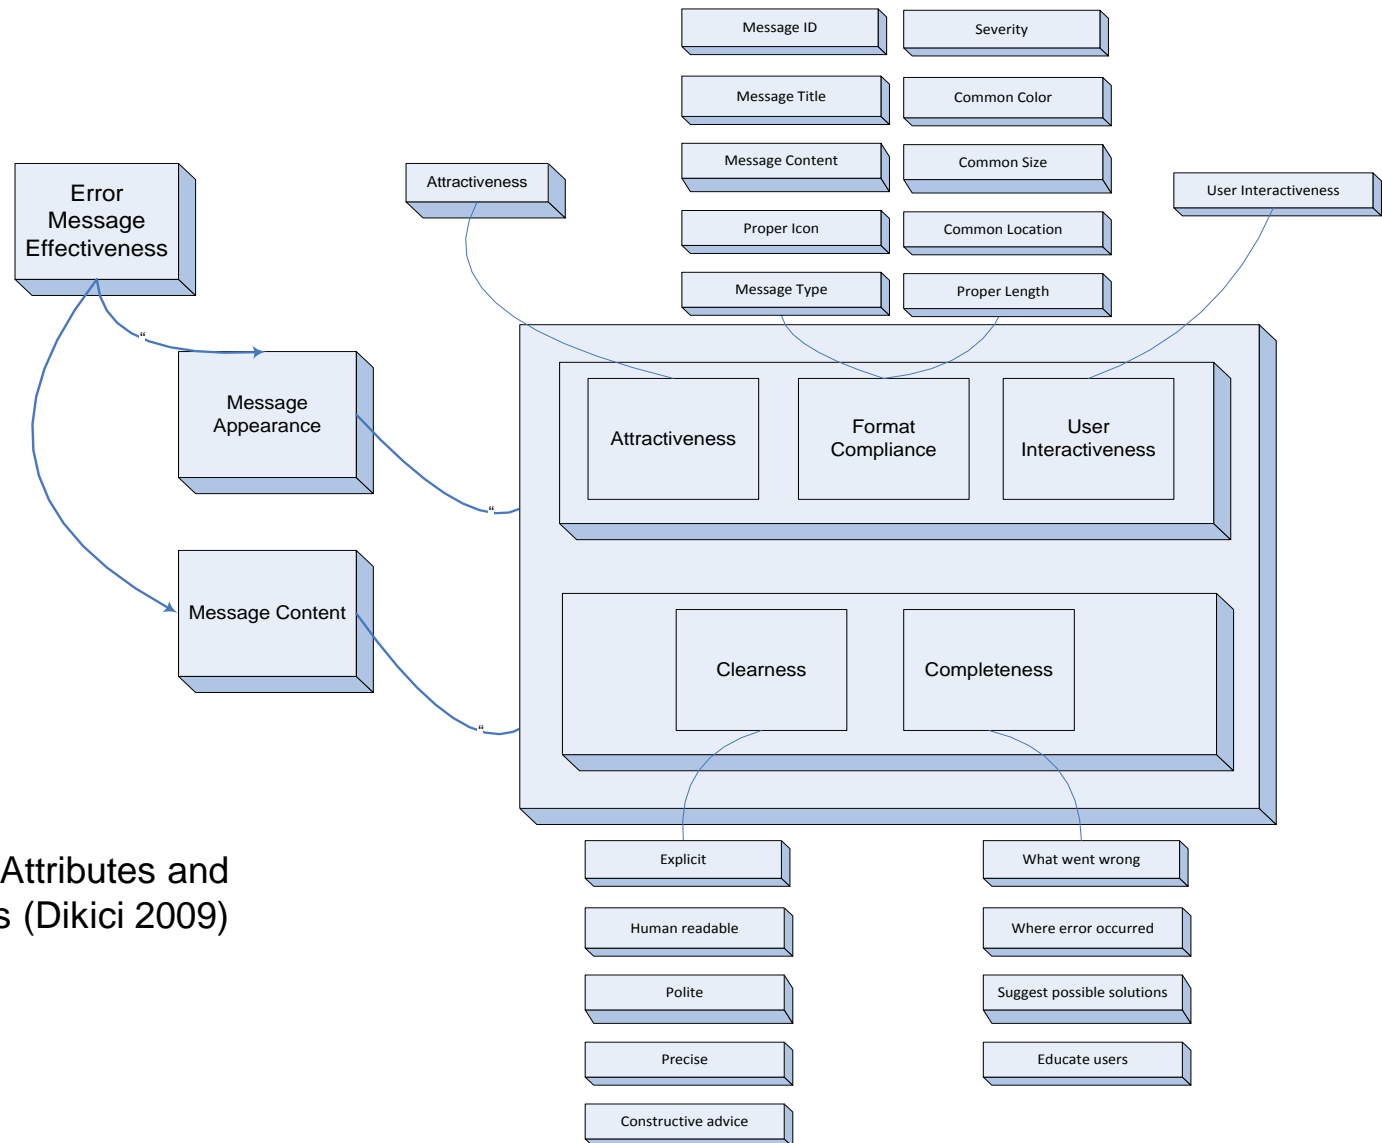 Message ID
Severity
Message Title
Common Color
Message Content
Common Size
Proper Icon
Common Location
Message Type
Proper Length
Error
Message
Effectiveness
Attractiveness
User Interactiveness
Message
Appearance
Attractiveness
Format
Compliance
User
Interactiveness
Message Content
Clearness
Completeness
Attributes and
s (Dikici 2009)
Explicit
Human readable
Polite
Precise
Constructive advice
What went wrong
Where error occurred
Suggest possible solutions
Educate users
“
“
“